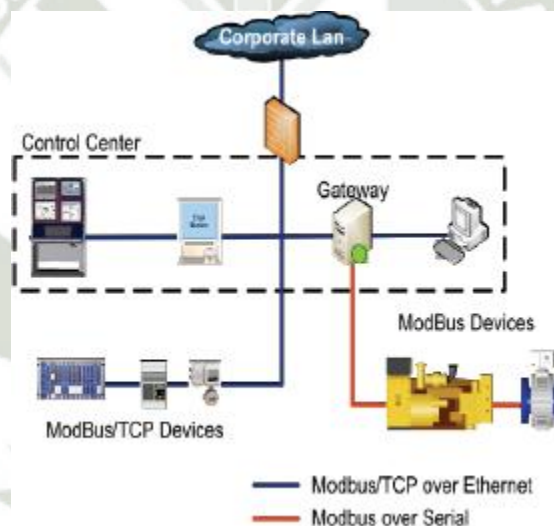 Corporate Lan
Control Center
Gateway
ModBus Devices
ModBus/TCP Devices
Modbus/TCP over Ethernet
Modbus over Serial